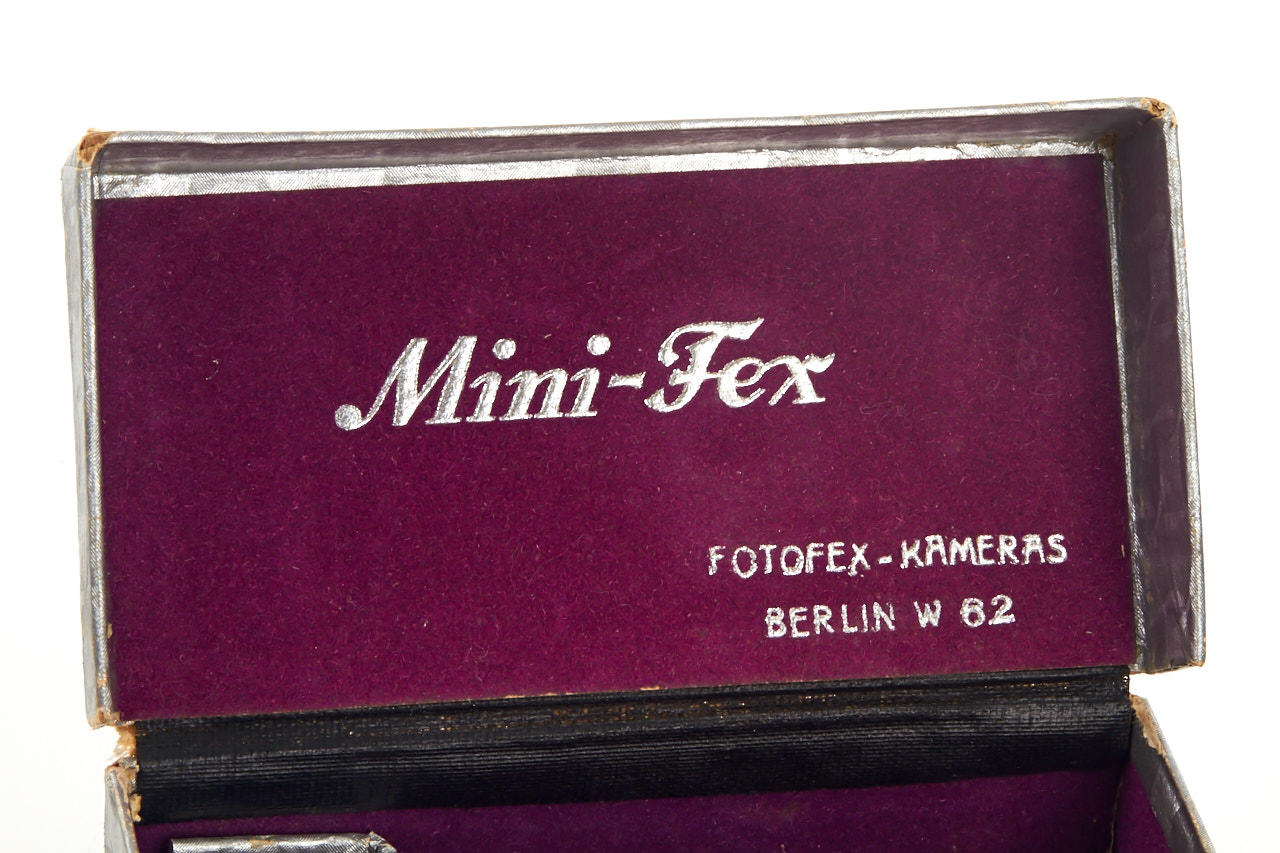 Mini-Fex
FOTOFEX-KAMERAS
BERLIN W 62